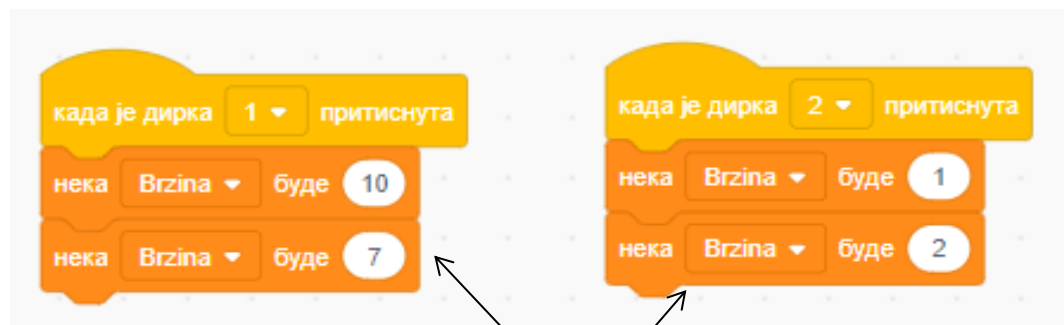 када је дирка 1 притиснута
нека Brzina буде 10
нека Brzina буде 7
када је дирка 2 притиснута
нека Brzina буде 1
нека Brzina буде 2